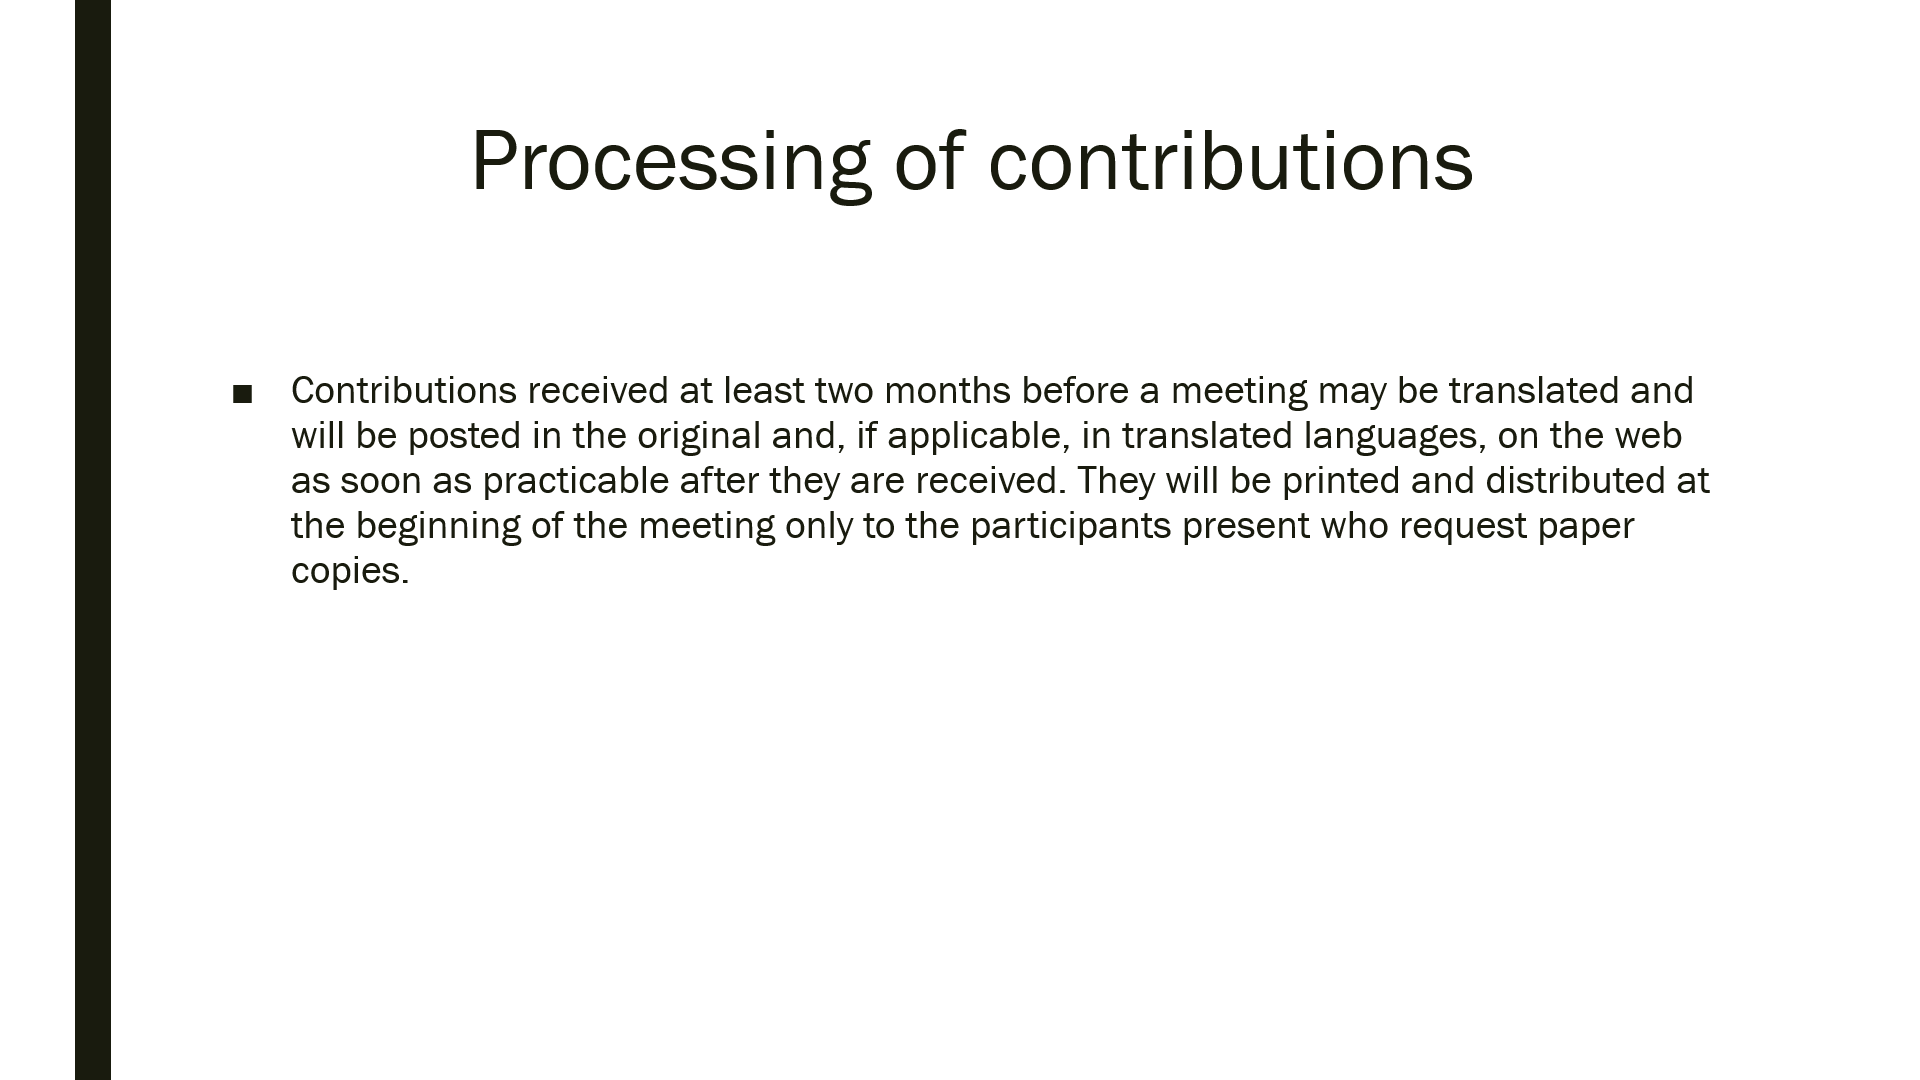 Processing of contributions
■ Contributions received at least two months before a meeting may be translated and
will be posted in the original and, if applicable, in translated languages, on the web
as soon as practicable after they are received. They will be printed and distributed at
the beginning of the meeting only to the participants present who request paper
copies.